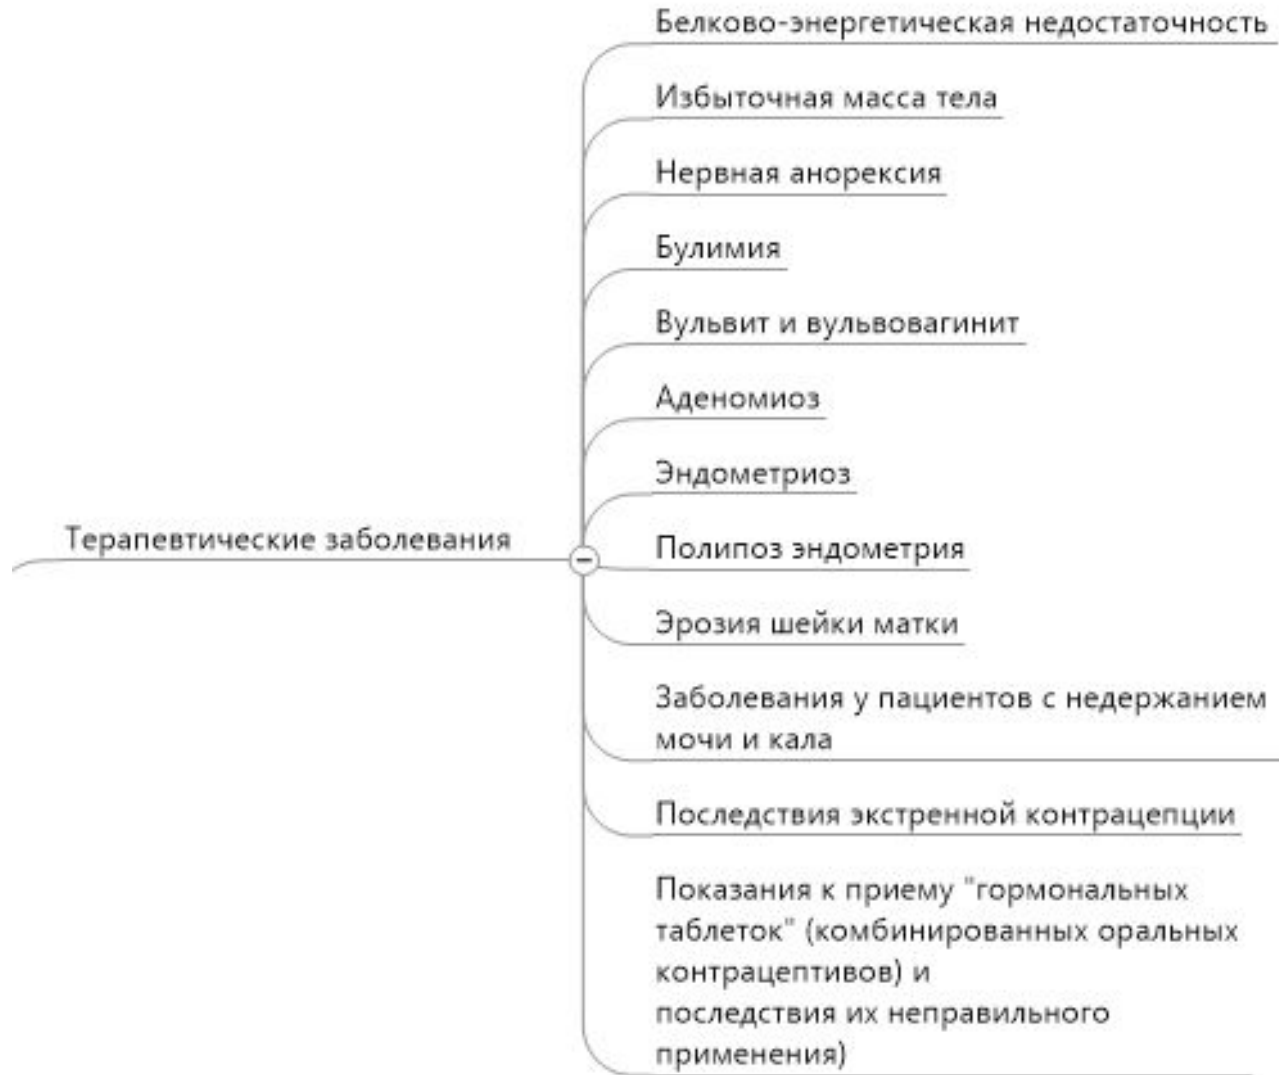 Белково-энергетическая недостаточность
Избыточная масса тела
Нервная анорексия
Булимия
Вульвит и вульвовагинит
Аденомиоз
Эндометриоз
Терапевтические заболевания
Полипоз эндометрия
Эрозия шейки матки
Заболевания у пациентов с недержанием
мочи и кала
Последствия экстренной контрацепции
Показания к приему "гормональных
таблеток" (комбинированных оральных
контрацептивов) и
последствия их неправильного
применения)